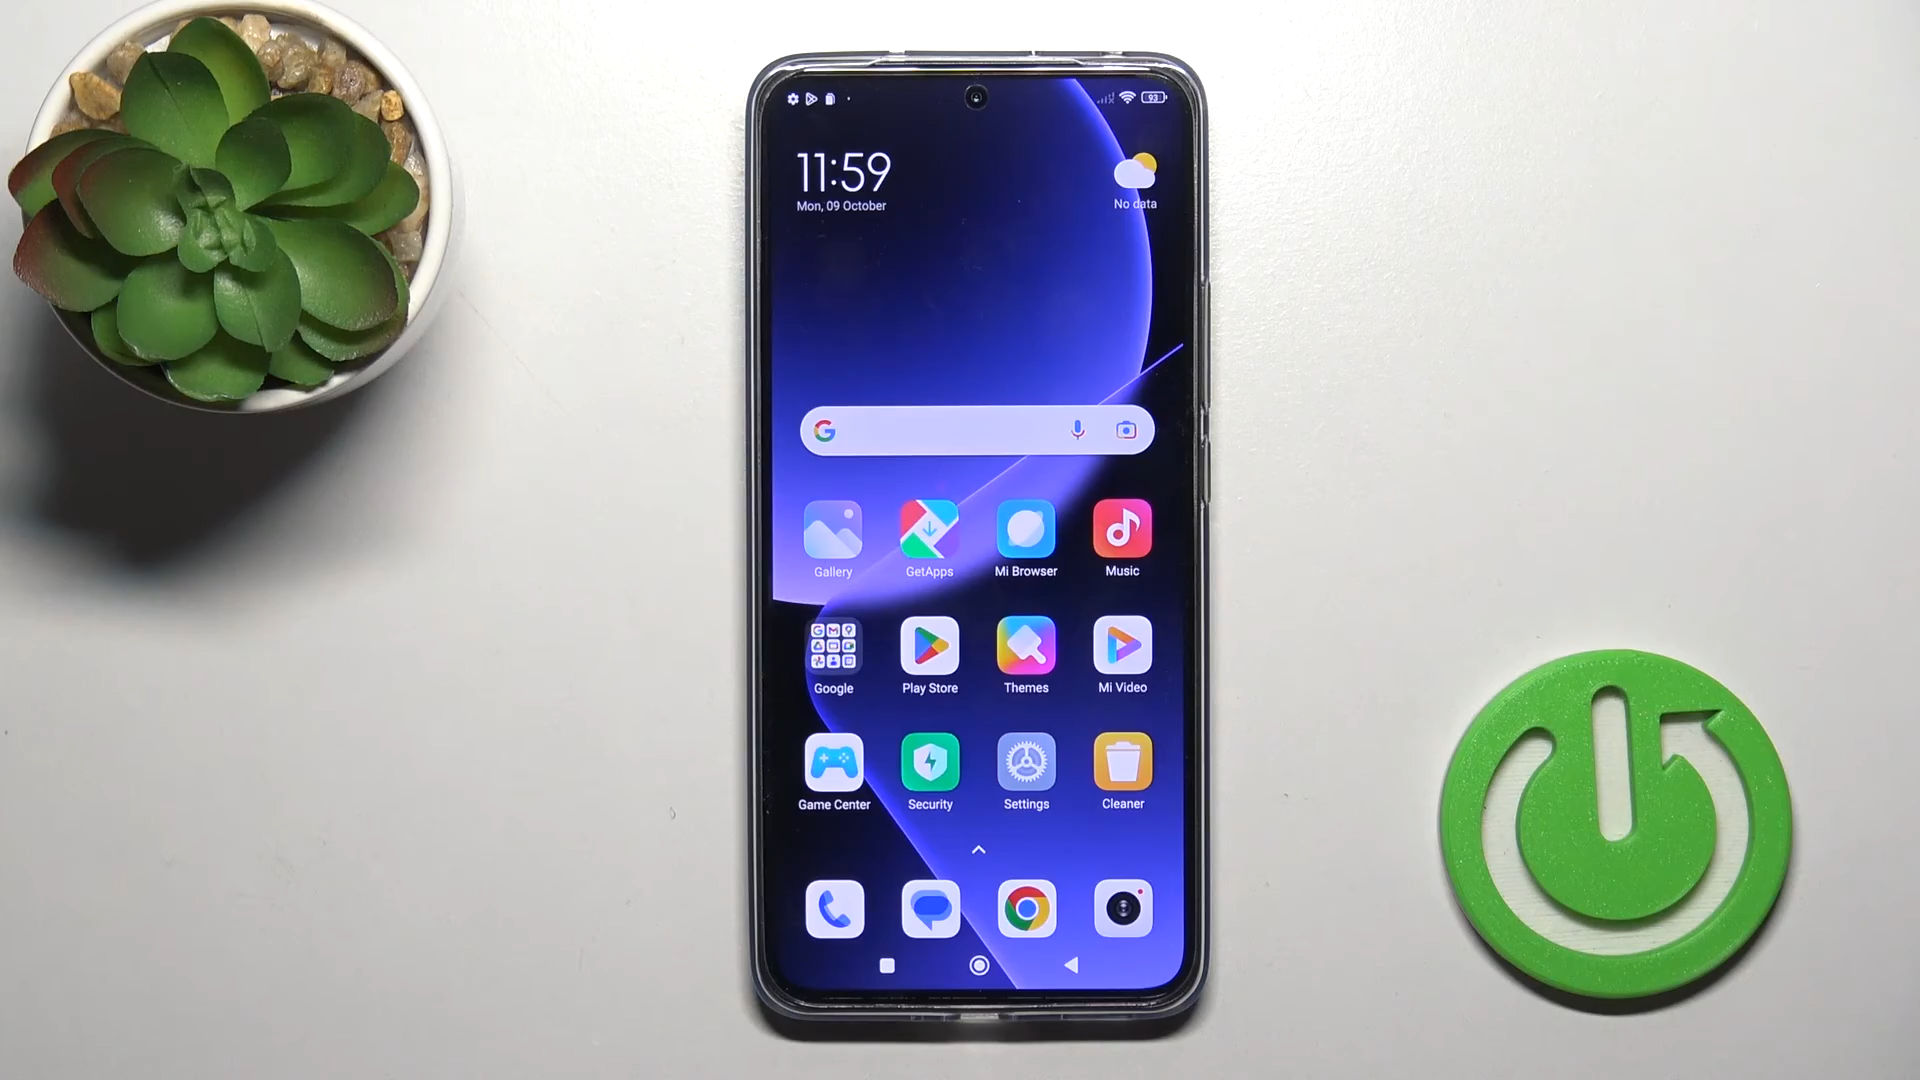 93
11:59
Mon, 09 October
No data
Gallery
GetApps
Mi Browser
Music
Google
Play Store
Themes
Mi Video
Game Center
Security
Settings
Cleaner